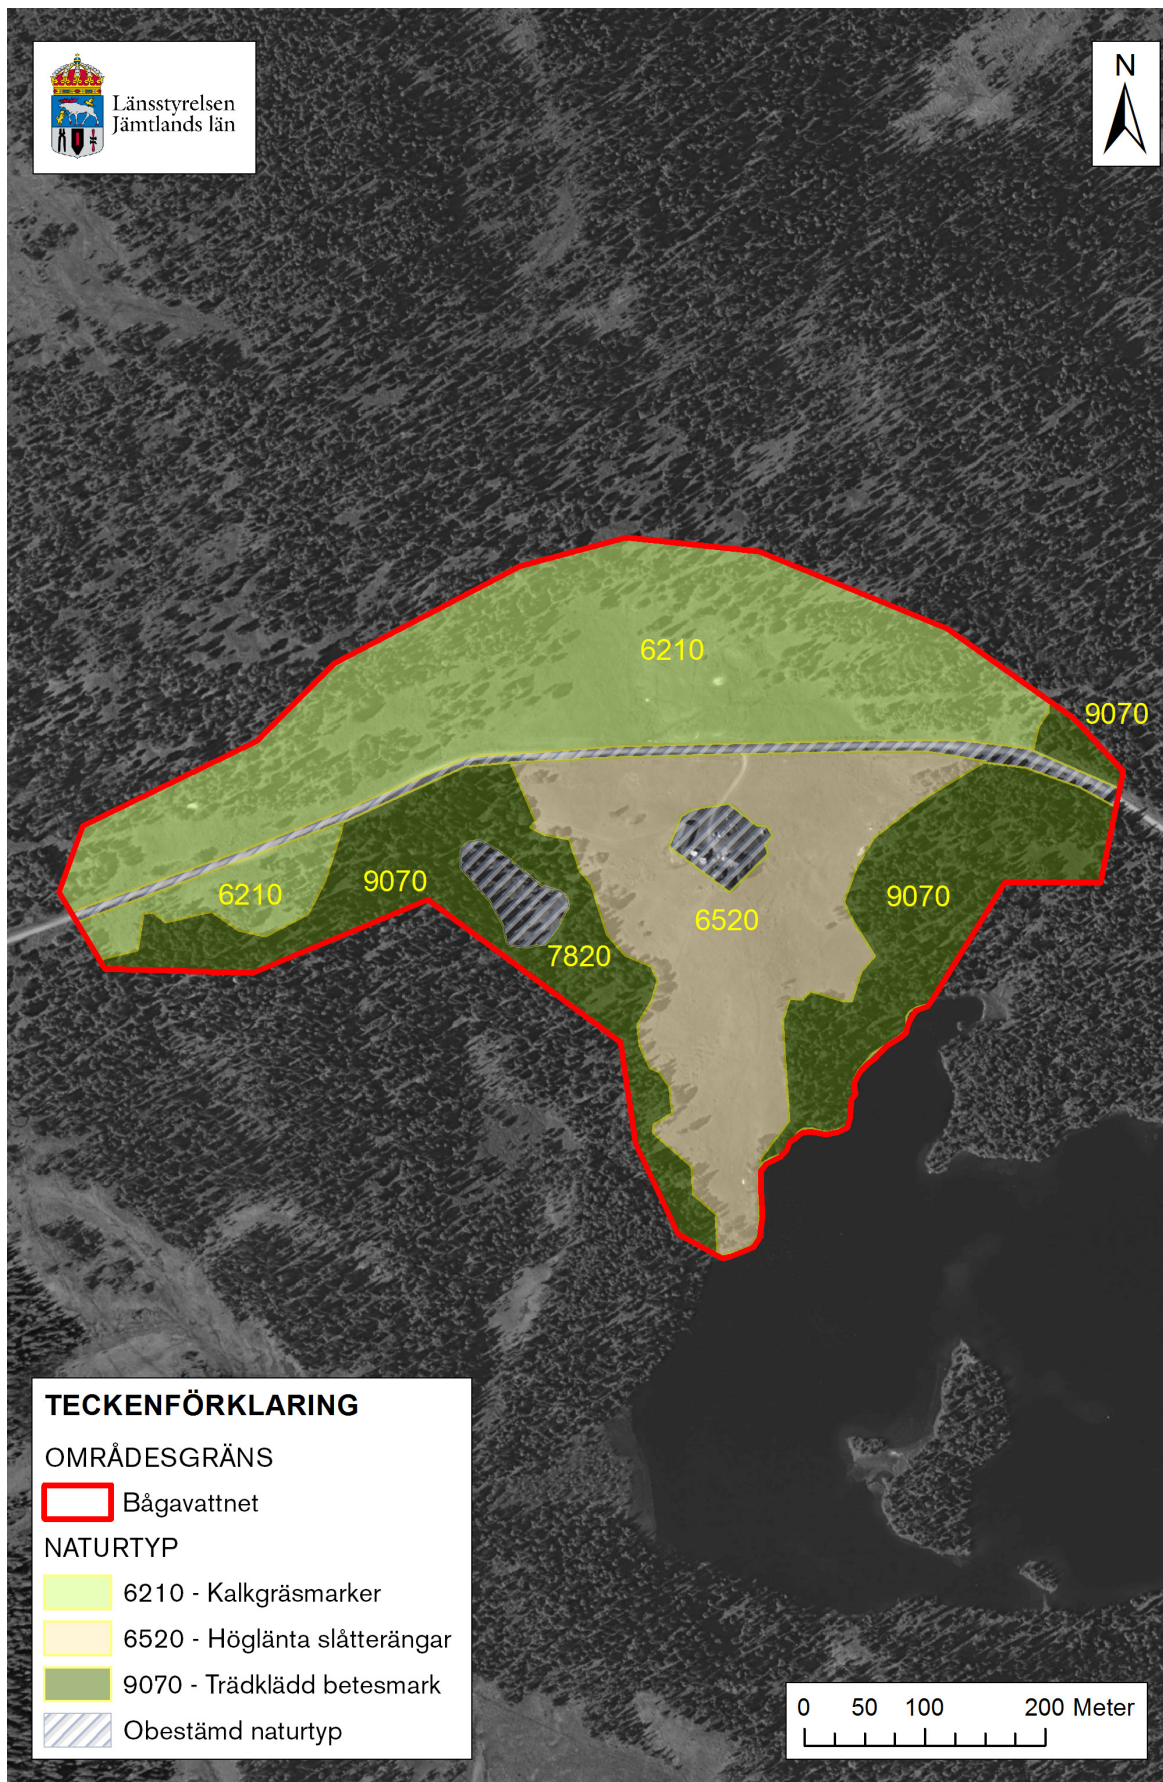 Länsstyrelsen
Jämtlands län
N
6210
9070
6210
9070
9070
6520
7820
TECKENFÖRKLARING
OMRÅDESGRÄNS
Bågavattnet
NATURTYP
6210 - Kalkgräsmarker
6520 - Höglänta slåtterängar
9070 - Trädklädd betesmark
Obestämd naturtyp
0 50 100 200 Meter